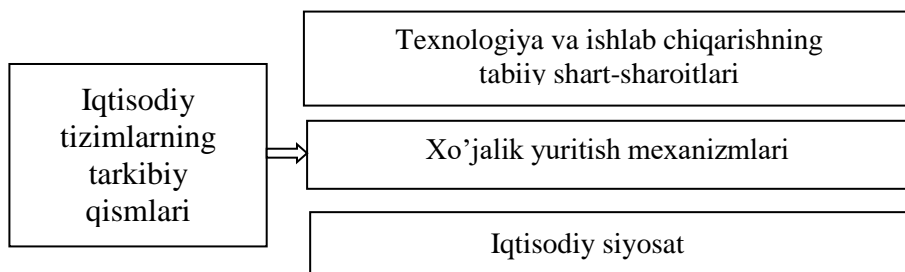 Iqtisodiy
tizimlarning
tarkibiy
qismlari
Texnologiya va ishlab chiqarishning
tabiiy shart-sharoitlari
Xo’jalik yuritish mexanizmlari
Iqtisodiy siyosat